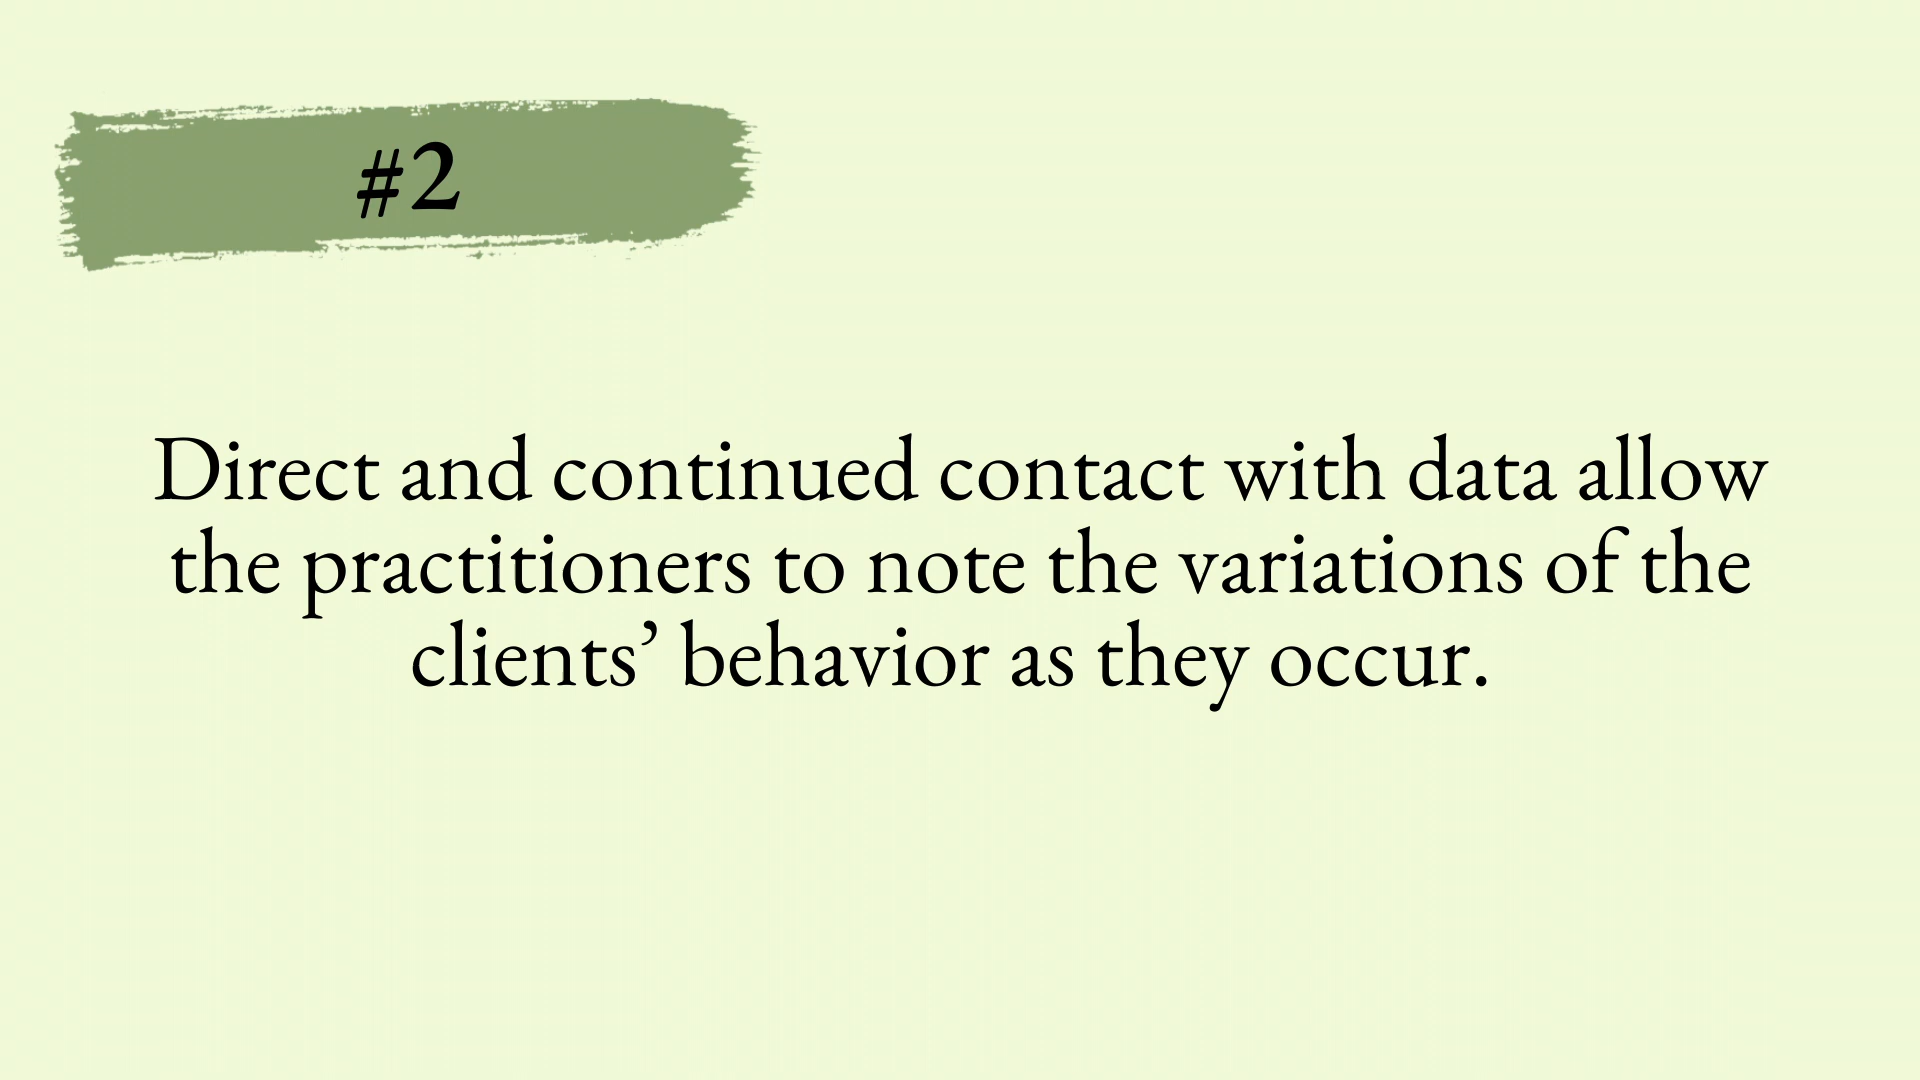 #2
Direct and continued contact with data allow
the practitioners to note the variations of the
clients’ behavior as they occur.